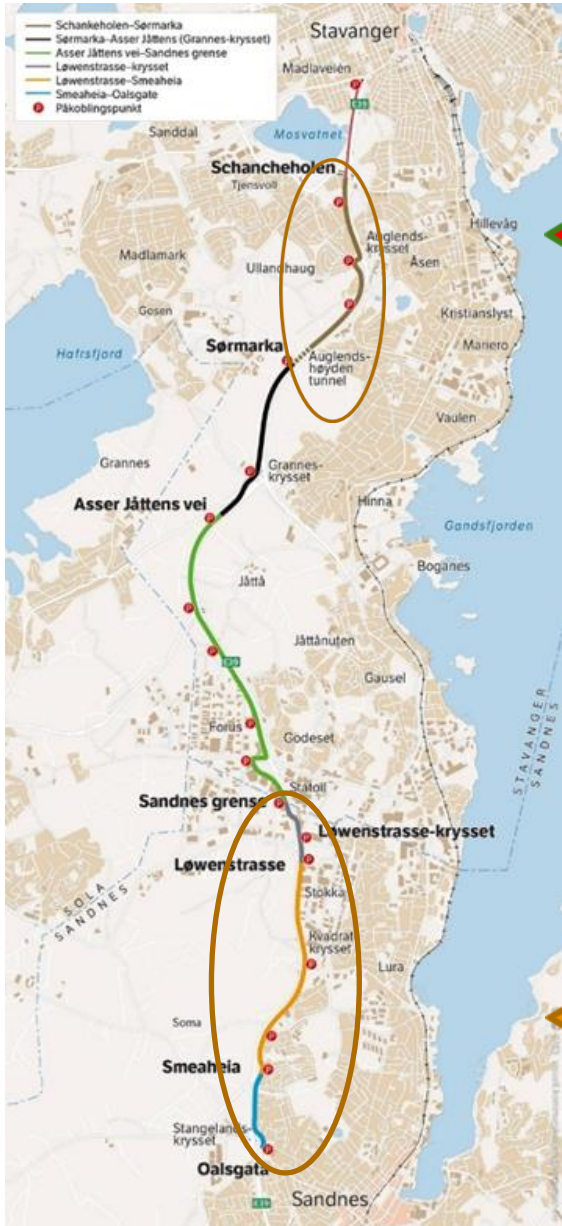 Schankeholen–Sørmarka
Sørmarka–Asser Jåttens (Grannes-krysset)
Asser Jåttens vei–Sandnes grense
Løwenstrasse-krysset
Løwenstrasse–Smeaheia
Smeaheia–Oalsgate
P Påkoblingspunkt
Stavanger
Madlaveien
P
E39
Sanddal
Mosvatnet
Schancheholen
Tjensvoll
P
Hillevåg
Auglends-
krysset
Madlamark
Ullandhaug
P
Åsen
Gosen
P
Kristianslyst
Mariero
Hafrsfjord
Sørmarka
P
Auglends-
høyden
tunnel
Vaulen
Grannes
P
Grannes-
krysset
Hinna
Asser Jåttens vei
P
Gandsfjorden
Boganes
Jåttå
P
Jåttånuten
P
E39
Gausel
STAVANGER
SANDNES
Forus
P
Godeset
P
Statoil
Sandnes grense
P
Løwenstrasse-krysset
P
Løwenstrasse
P
SOLA
SANDNES
Stokka
Kvadrat
krysset
P
Lura
Soma
P
Smeaheia
P
Stangelands-
krysset
P
Oalsgata
E39
Sandnes